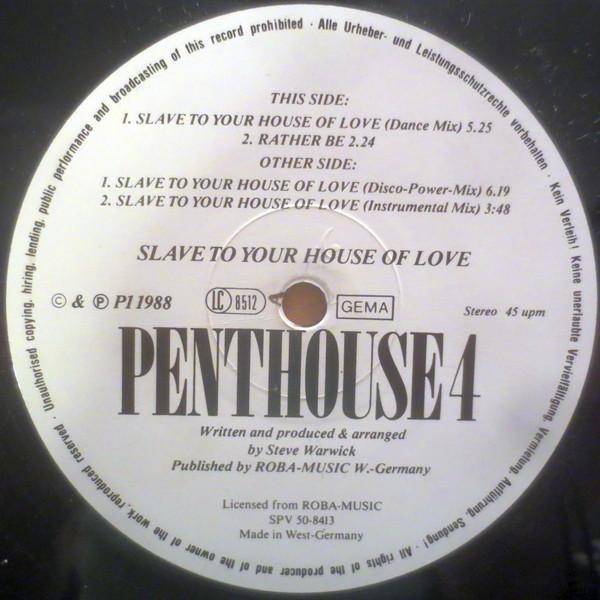 THIS SIDE:
1. SLAVE TO YOUR HOUSE OF LOVE (Dance Mix) 5.25
2. RATHER BE 2.24
OTHER SIDE:
1. SLAVE TO YOUR HOUSE OF LOVE (Disco-Power-Mix) 6.19
2. SLAVE TO YOUR HOUSE OF LOVE (Instrumental Mix) 3:48
SLAVE TO YOUR HOUSE OF LOVE
© & ℗ PI 1988 LC 8512 GEMA Stereo 45 upm
PENTHOUSE 4
Written and produced & arranged
by Steve Warwick
Published by ROBA-MUSIC W.-Germany
Licensed from ROBA-MUSIC
SPV 50-8413
Made in West-Germany
Alle Urheber- und Leistungsschutzrechte vorbehalten · Kein Verleih! Keine unerlaubte Vervielfältigung, Vermietung, Aufführung, Sendung! · All rights of the producer and of the owner of the work reproduced reserved · Unauthorised copying, hiring, lending, public performance and broadcasting of this record prohibited ·